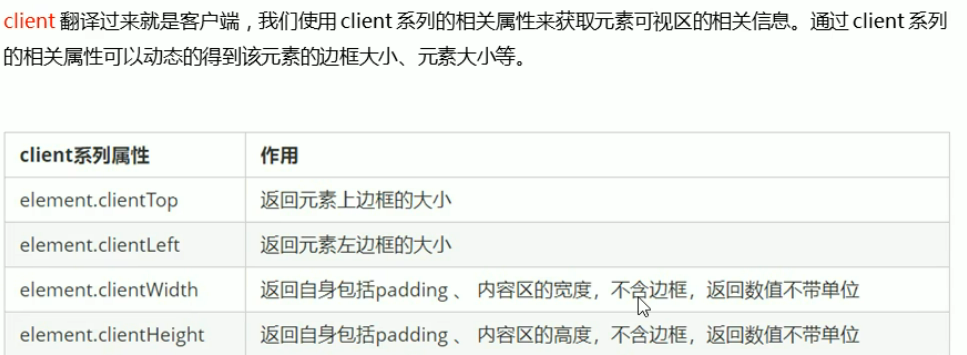 client 翻译过来就是客户端，我们使用 client 系列的相关属性来获取元素可视区的相关信息。通过 client 系列
的相关属性可以动态的得到该元素的边框大小、元素大小等。
client系列属性 作用
element.clientTop 返回元素上边框的大小
element.clientLeft 返回元素左边框的大小
element.clientWidth 返回自身包括padding 、 内容区的宽度，不含边框，返回数值不带单位
element.clientHeight 返回自身包括padding 、 内容区的高度，不含边框，返回数值不带单位